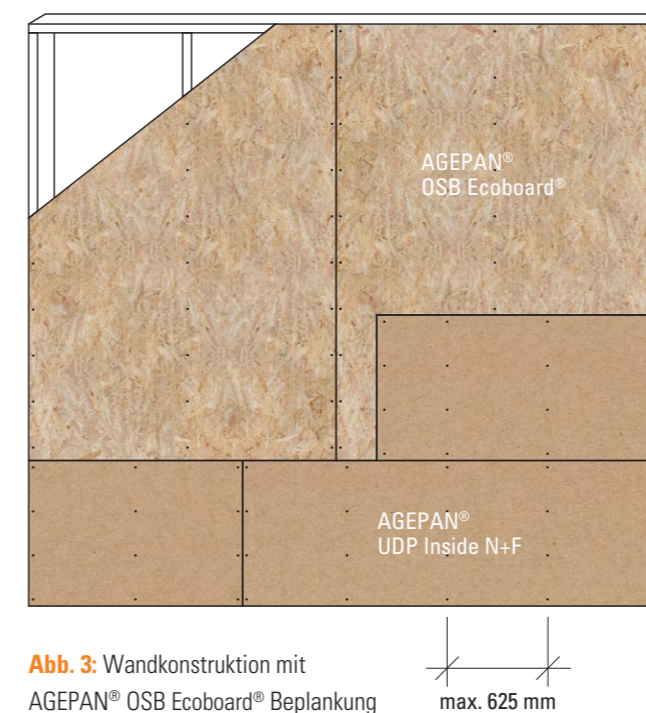 AGEPAN®
OSB Ecoboard®
AGEPAN®
UDP Inside N+F
Abb. 3: Wandkonstruktion mit
AGEPAN® OSB Ecoboard® Beplankung
max. 625 mm